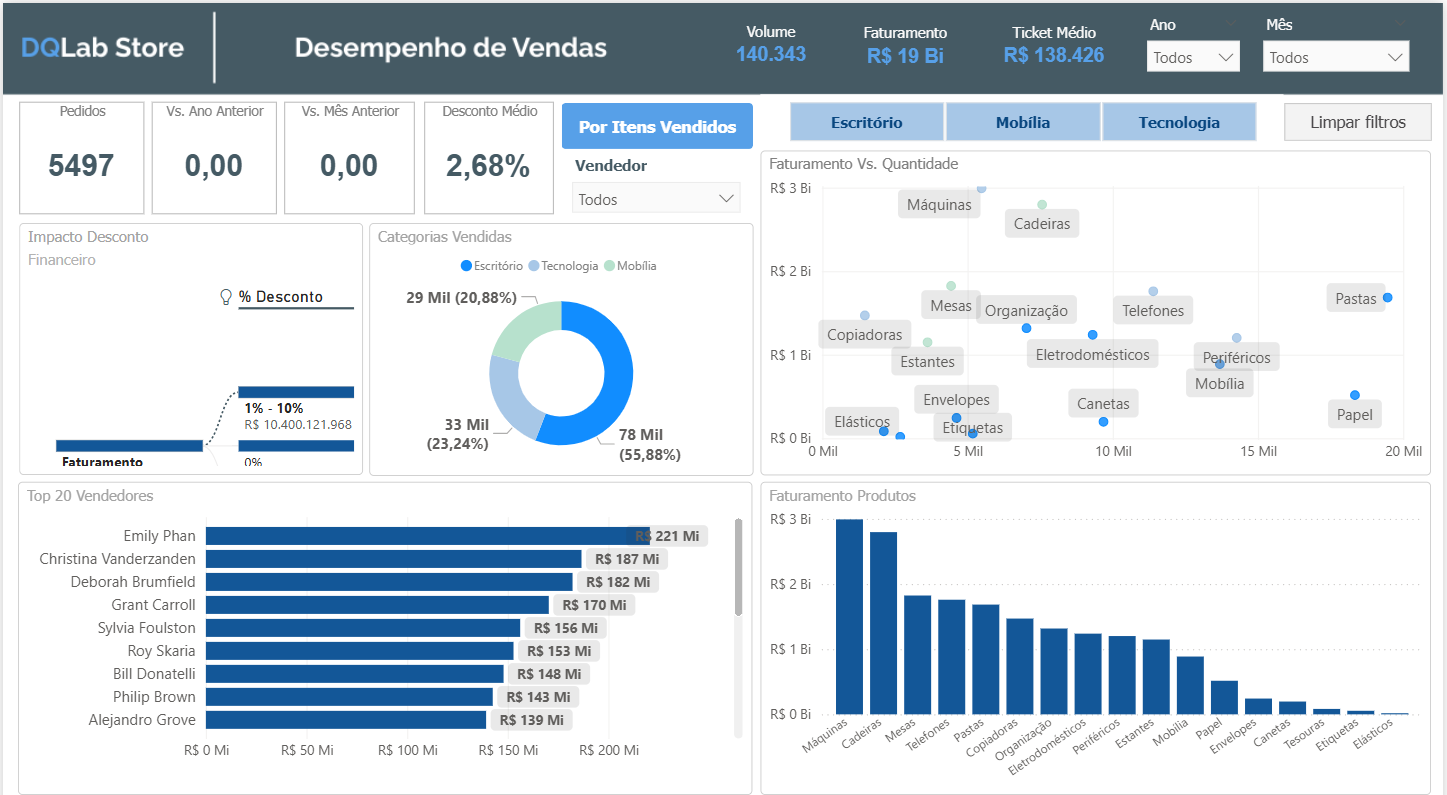 DQLab Store
Desempenho de Vendas
Volume
140.343
Faturamento
R$ 19 Bi
Ticket Médio
R$ 138.426
Ano
Todos
Mês
Todos
Pedidos
5497
Vs. Ano Anterior
0,00
Vs. Mês Anterior
0,00
Desconto Médio
2,68%
Por Itens Vendidos
Vendedor
Todos
Escritório
Mobília
Tecnologia
Limpar filtros
Impacto Desconto
Financeiro
% Desconto
1% - 10%
R$ 10.400.121.968
Faturamento
0%
Categorias Vendidas
Escritório
Tecnologia
Mobília
29 Mil (20,88%)
33 Mil
(23,24%)
78 Mil
(55,88%)
Faturamento Vs. Quantidade
R$ 3 Bi
R$ 2 Bi
R$ 1 Bi
R$ 0 Bi
Máquinas
Cadeiras
Mesas
Organização
Telefones
Pastas
Copiadoras
Estantes
Eletrodomésticos
Periféricos
Mobília
Envelopes
Canetas
Papel
Elásticos
Etiquetas
0 Mil
5 Mil
10 Mil
15 Mil
20 Mil
Top 20 Vendedores
Emily Phan
R$ 221 Mi
Christina Vanderzanden
R$ 187 Mi
Deborah Brumfield
R$ 182 Mi
Grant Carroll
R$ 170 Mi
Sylvia Foulston
R$ 156 Mi
Roy Skaria
R$ 153 Mi
Bill Donatelli
R$ 148 Mi
Philip Brown
R$ 143 Mi
Alejandro Grove
R$ 139 Mi
R$ 0 Mi
R$ 50 Mi
R$ 100 Mi
R$ 150 Mi
R$ 200 Mi
Faturamento Produtos
R$ 3 Bi
R$ 2 Bi
R$ 1 Bi
R$ 0 Bi
Máquinas
Cadeiras
Mesas
Telefones
Pastas
Copiadoras
Organização
Eletrodomésticos
Periféricos
Estantes
Mobília
Papel
Envelopes
Canetas
Tesouras
Etiquetas
Elásticos